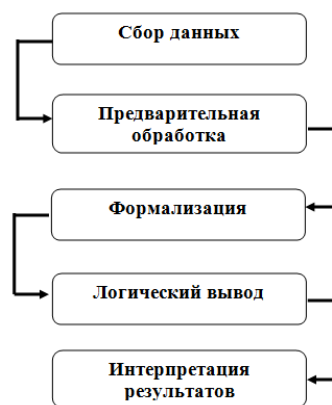 Сбор данных
Предварительная
обработка
Формализация
Логический вывод
Интерпретация
результатов